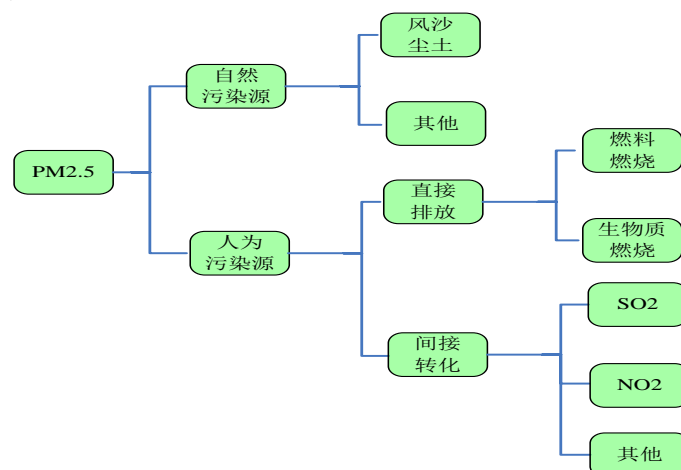 风沙
尘土
自然
污染源
其他
燃料
燃烧
PM2.5
直接
排放
人为
污染源
生物质
燃烧
SO2
间接
转化
NO2
其他